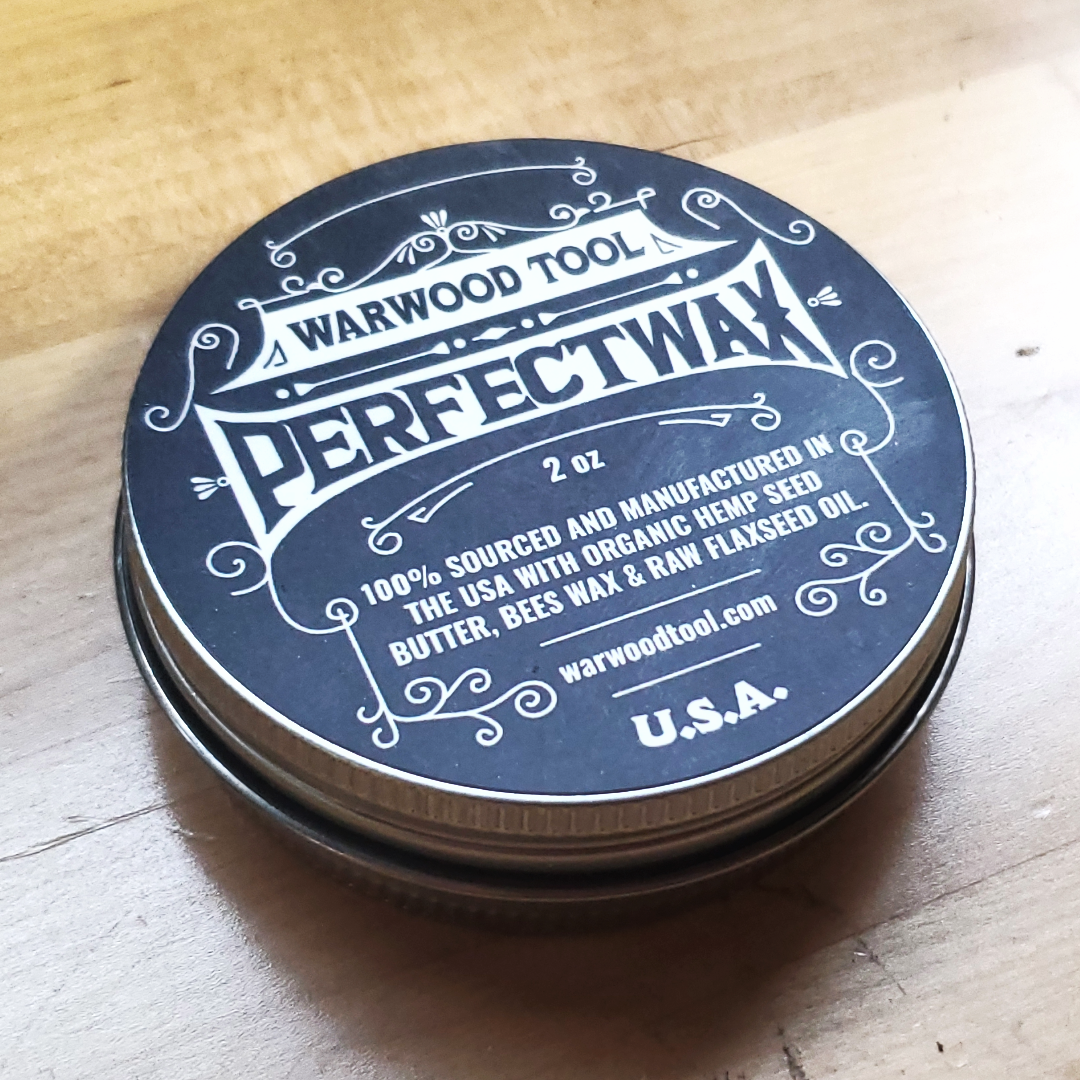 WARWOOD TOOL
PERFECTWAX
2 oz
100% SOURCED AND MANUFACTURED IN
THE USA WITH ORGANIC HEMP SEED
BUTTER, BEES WAX & RAW FLAXSEED OIL.
warwoodtool.com
U.S.A.